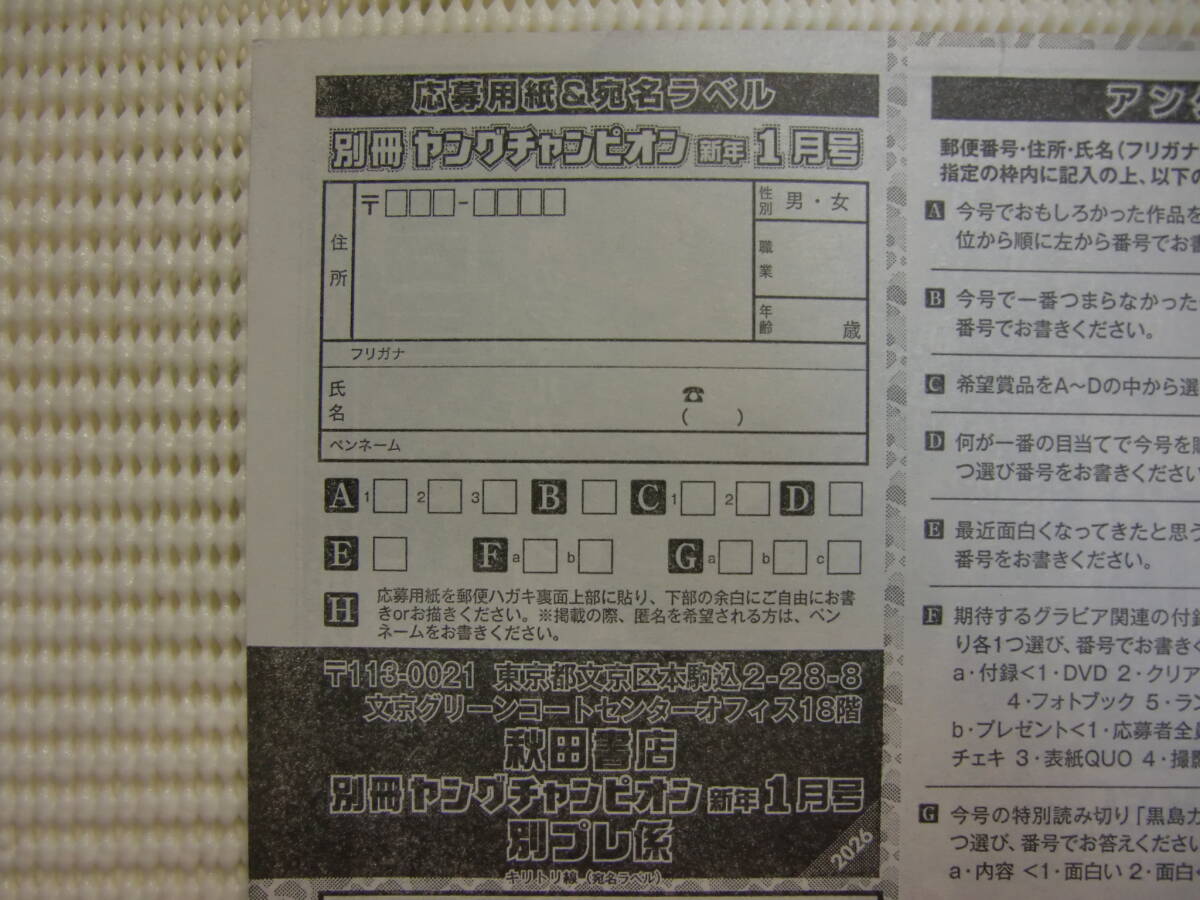 応募用紙&宛名ラベル
別冊 ヤングチャンピオン 新年1月号
住所
〒□□□-□□□□
性別 男・女
職業
年齢 歳
フリガナ
氏名
☎
( )
ペンネーム
A 1□ 2□ 3□ B □ C 1□ 2□ D □
E □ F a□ b□ G a□ b□ c□
H 応募用紙を郵便ハガキ裏面上部に貼り、下部の余白にご自由にお書
きorお描きください。※掲載の際、匿名を希望される方は、ペン
ネームをお書きください。
〒113-0021 東京都文京区本駒込2-28-8
文京グリーンコートセンターオフィス18階
秋田書店
別冊ヤングチャンピオン 新年1月号
別プレ係
2026
キリトリ線(宛名ラベル)
アン
郵便番号・住所・氏名(フリガナ
指定の枠内に記入の上、以下の
A 今号でおもしろかった作品を
位から順に左から番号でお書
B 今号で一番つまらなかった
番号でお書きください。
C 希望賞品をA〜Dの中から選
D 何が一番の目当てで今号を購
つ選び番号をお書きください
E 最近面白くなってきたと思う
番号をお書きください。
F 期待するグラビア関連の付録
り各1つ選び、番号でお書き
a・付録<1・DVD 2・クリア
4・フォトブック 5・ラ
b・プレゼント<1・応募者全員
チェキ 3・表紙QUO 4・撮影
G 今号の特別読み切り「黒島
つ選び、番号でお答えください
a・内容 <1・面白い 2・面白